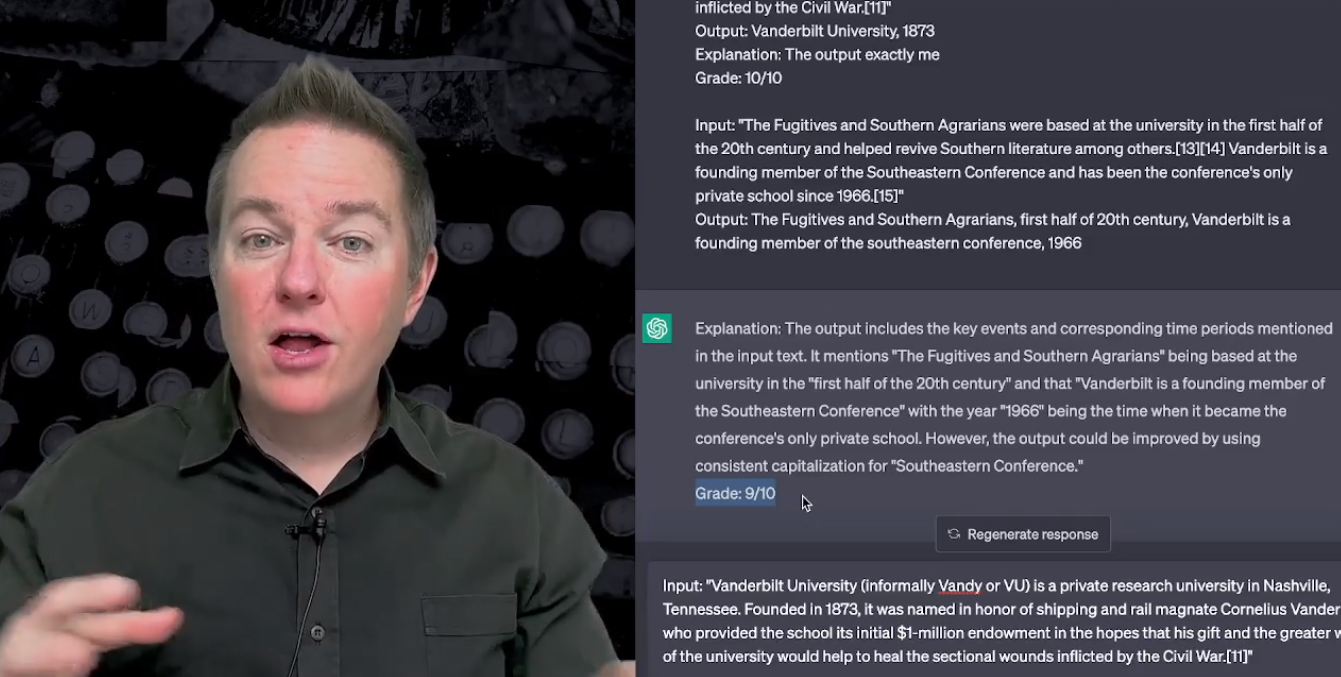 inflicted by the Civil War.[11]"
Output: Vanderbilt University, 1873
Explanation: The output exactly me
Grade: 10/10
Input: "The Fugitives and Southern Agrarians were based at the university in the first half of
the 20th century and helped revive Southern literature among others.[13][14] Vanderbilt is a
founding member of the Southeastern Conference and has been the conference's only
private school since 1966.[15]"
Output: The Fugitives and Southern Agrarians, first half of 20th century, Vanderbilt is a
founding member of the southeastern conference, 1966
Explanation: The output includes the key events and corresponding time periods mentioned
in the input text. It mentions "The Fugitives and Southern Agrarians" being based at the
university in the "first half of the 20th century" and that "Vanderbilt is a founding member of
the Southeastern Conference" with the year "1966" being the time when it became the
conference's only private school. However, the output could be improved by using
consistent capitalization for "Southeastern Conference."
Grade: 9/10
Regenerate response
Input: "Vanderbilt University (informally Vandy or VU) is a private research university in Nashville,
Tennessee. Founded in 1873, it was named in honor of shipping and rail magnate Cornelius Vander
who provided the school its initial $1-million endowment in the hopes that his gift and the greater w
of the university would help to heal the sectional wounds inflicted by the Civil War.[11]"